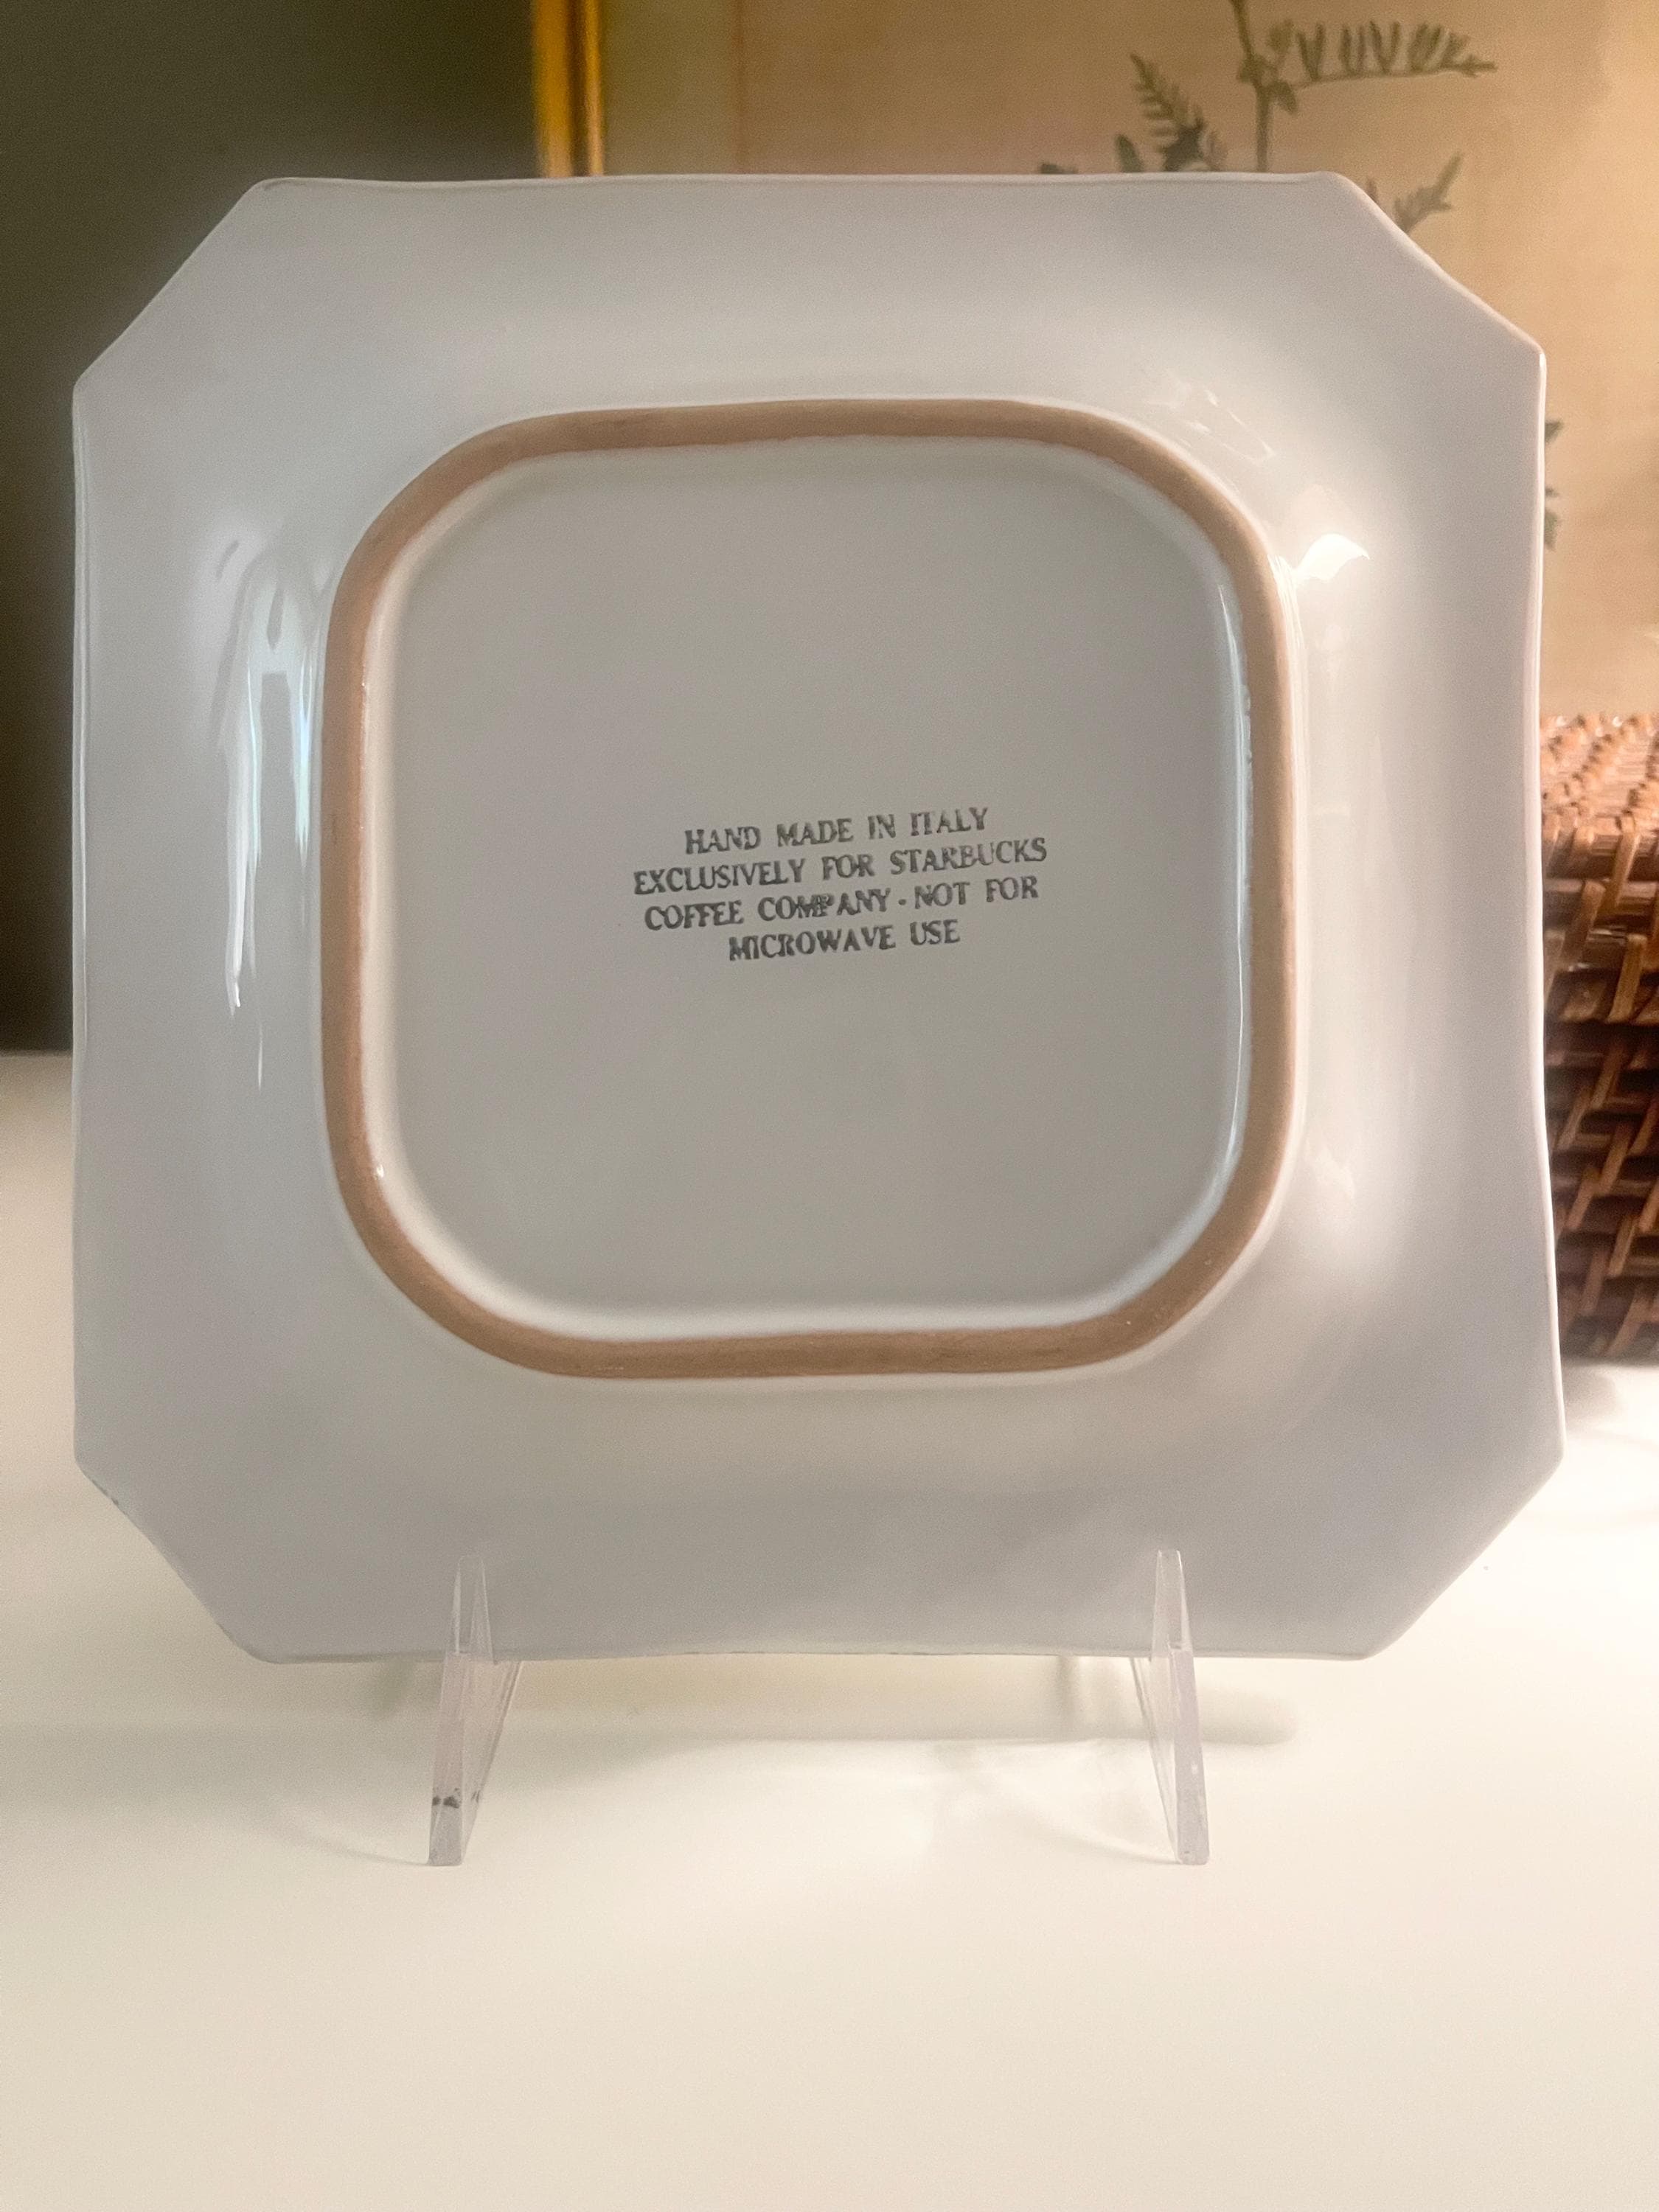 HAND MADE IN ITALY
EXCLUSIVELY FOR STARBUCKS
COFFEE COMPANY - NOT FOR
MICROWAVE USE